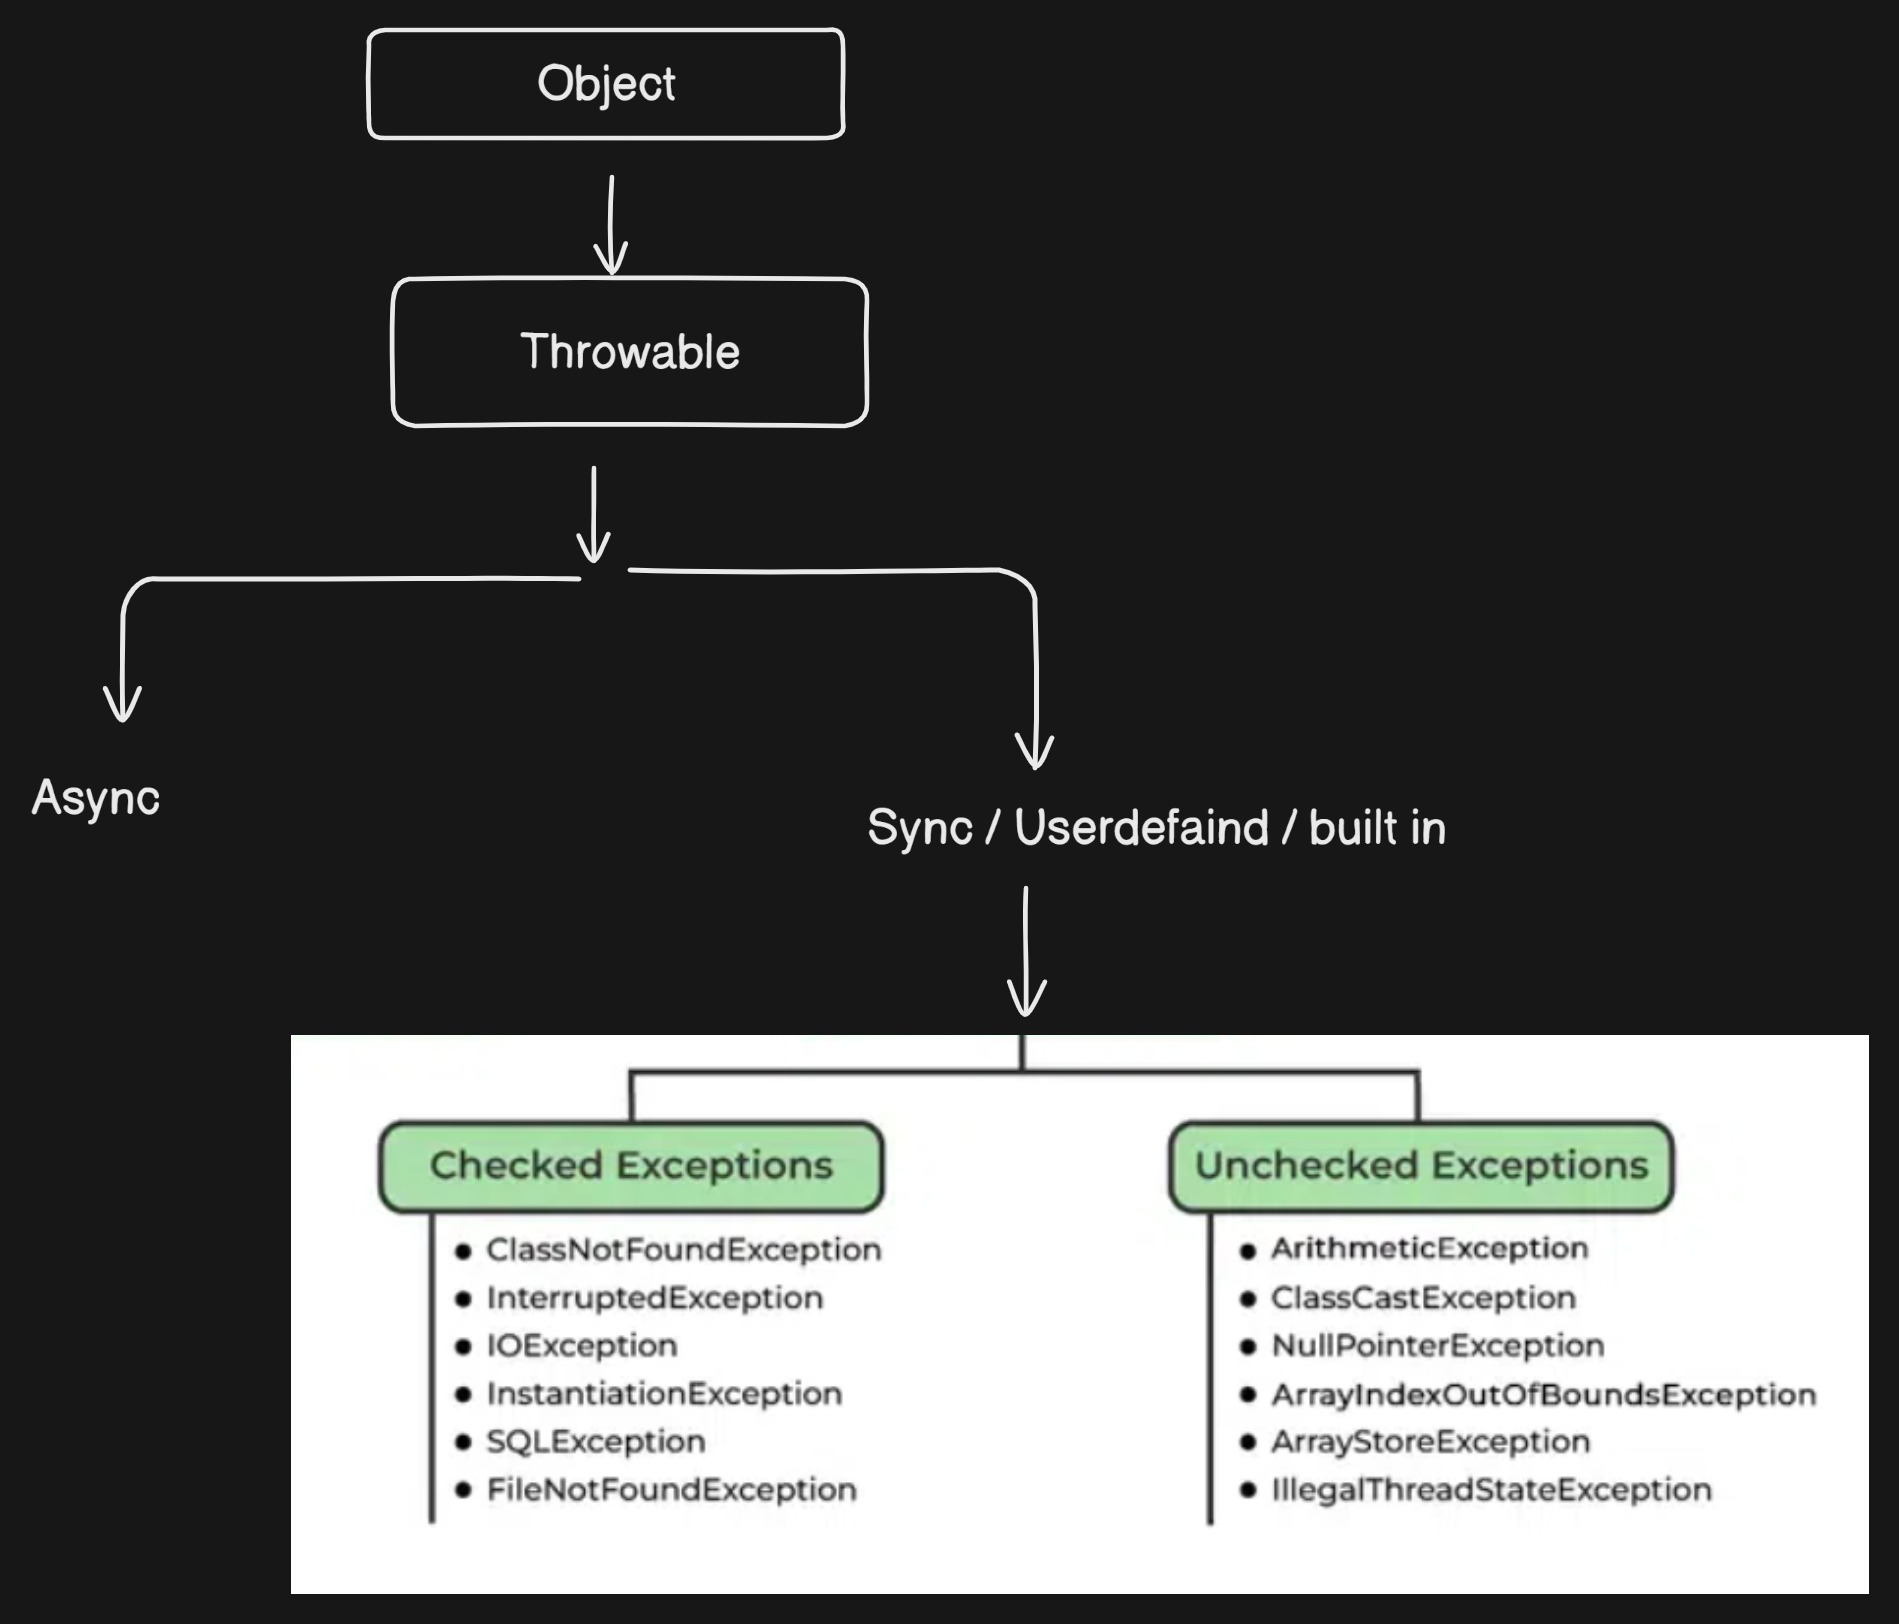 Object
Throwable
Async
Sync / Userdefaind / built in
Checked Exceptions
ClassNotFoundException
InterruptedException
IOException
InstantiationException
SQLException
FileNotFoundException
Unchecked Exceptions
ArithmeticException
ClassCastException
NullPointerException
ArrayIndexOutOfBoundsException
ArrayStoreException
IllegalThreadStateException